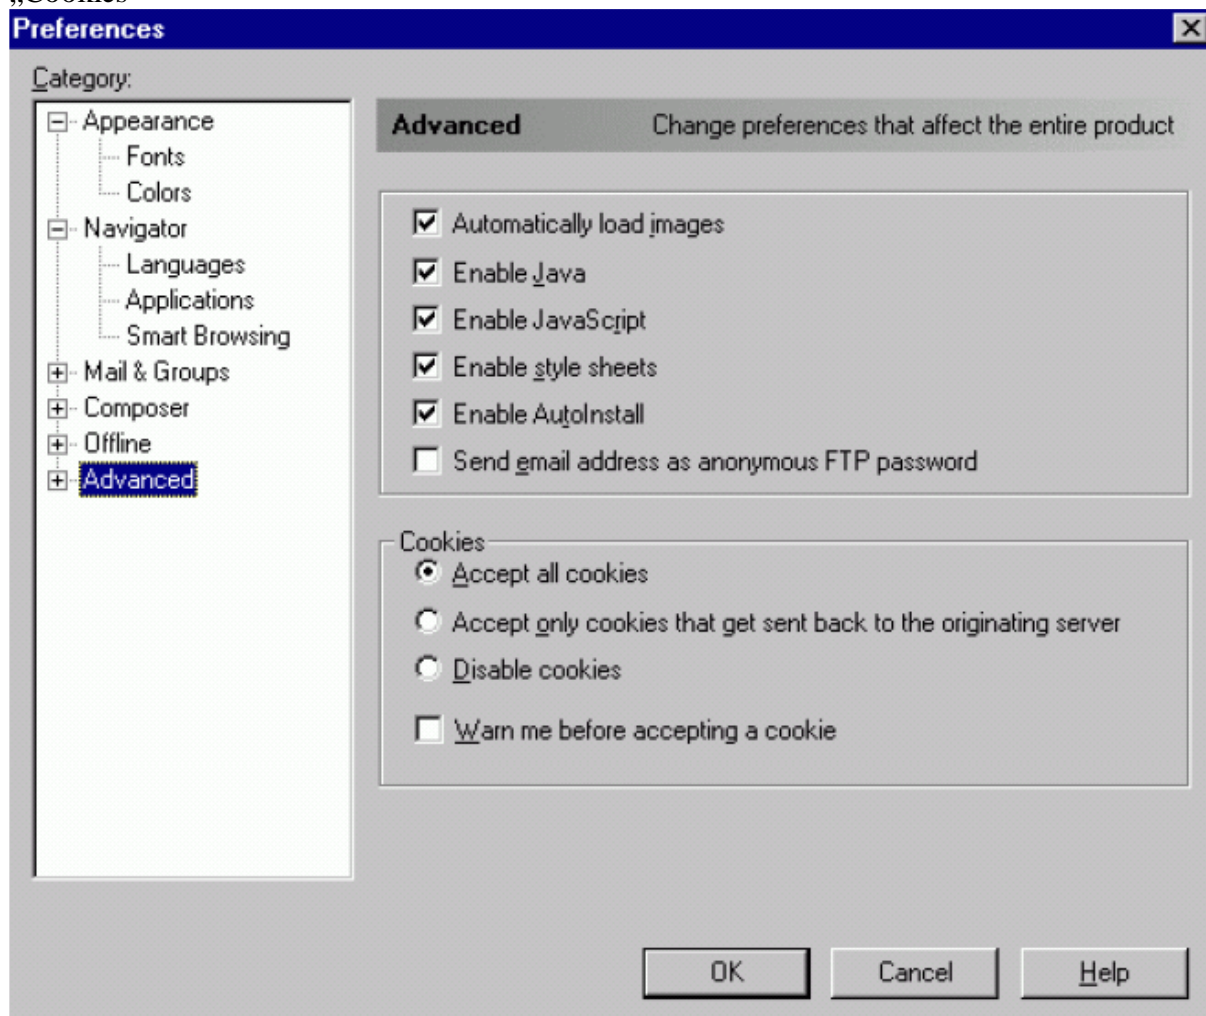 „Cookies“
Preferences
Category:
Appearance
Fonts
Colors
Navigator
Languages
Applications
Smart Browsing
Mail & Groups
Composer
Offline
Advanced
Advanced Change preferences that affect the entire product
Automatically load images
Enable Java
Enable JavaScript
Enable style sheets
Enable AutoInstall
Send email address as anonymous FTP password
Cookies
Accept all cookies
Accept only cookies that get sent back to the originating server
Disable cookies
Warn me before accepting a cookie
OK Cancel Help